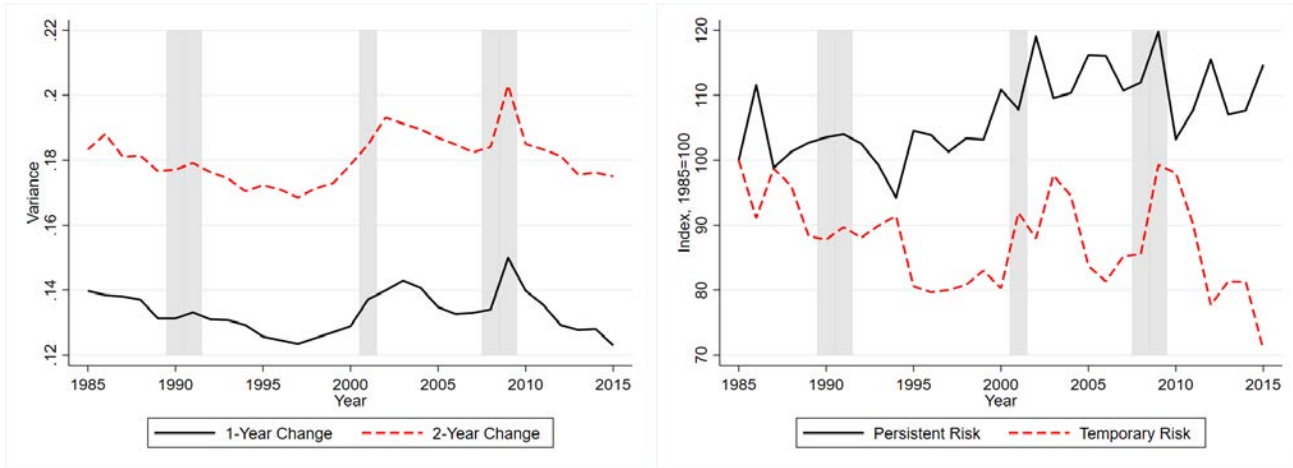 .22
.2
.18
.16
.14
.12
Variance
1985 1990 1995 2000 2005 2010 2015
Year
1-Year Change 2-Year Change
120
110
100
90
80
70
Index, 1985=100
1985 1990 1995 2000 2005 2010 2015
Year
Persistent Risk Temporary Risk